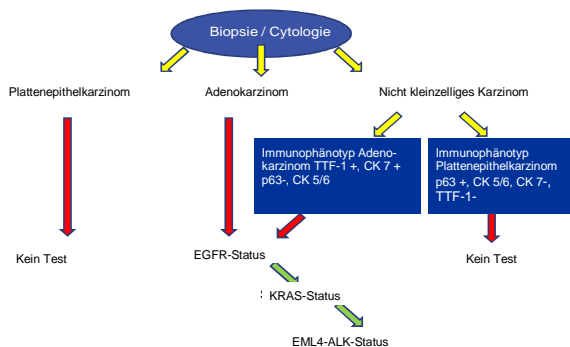 Biopsie / Cytologie
Plattenepithelkarzinom
Adenokarzinom
Nicht kleinzelliges Karzinom
Immunophänotyp Adeno-
karzinom TTF-1 +, CK 7 +
p63-, CK 5/6
Immunophänotyp
Plattenepithelkarzinom
p63 +, CK 5/6, CK 7-,
TTF-1-
Kein Test
EGFR-Status
Kein Test
: KRAS-Status
EML4-ALK-Status